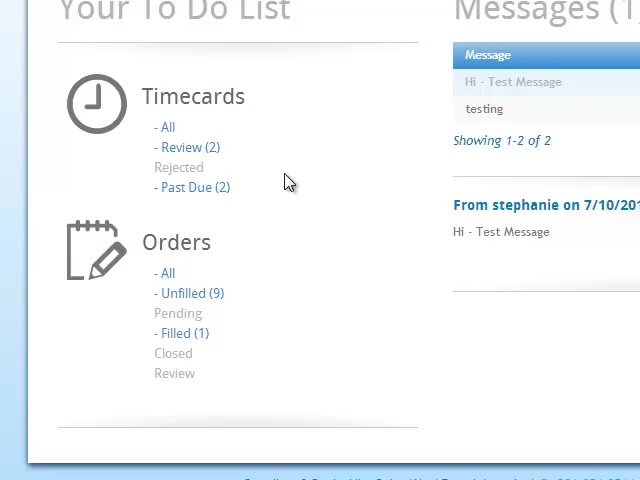 Your To Do List
Timecards
- All
- Review (2)
Rejected
- Past Due (2)
Orders
- All
- Unfilled (9)
Pending
- Filled (1)
Closed
Review
Messages (1
Message
Hi - Test Message
testing
Showing 1-2 of 2
From stephanie on 7/10/201
Hi - Test Message